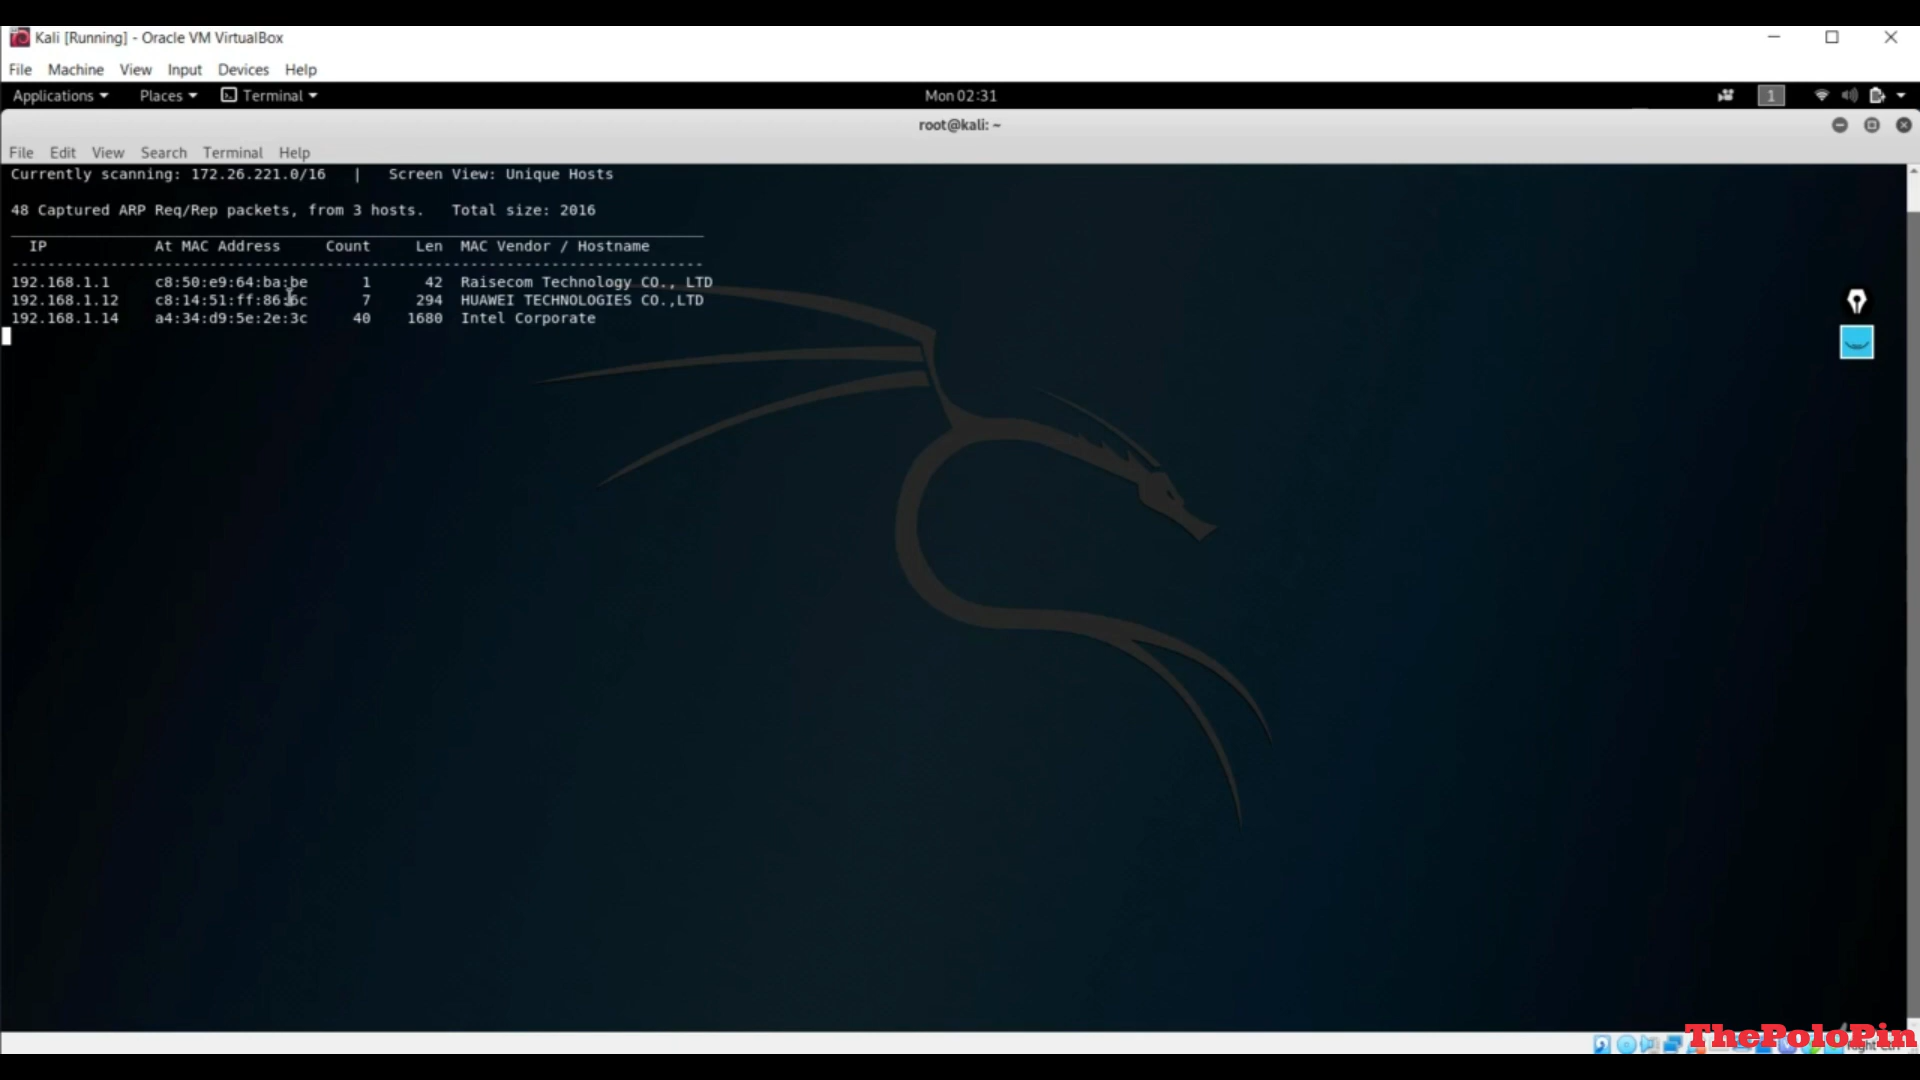 Kali [Running] - Oracle VM VirtualBox
File Machine View Input Devices Help
Applications Places Terminal Mon 02:31 1
root@kali: ~
File Edit View Search Terminal Help
Currently scanning: 172.26.221.0/16 | Screen View: Unique Hosts
48 Captured ARP Req/Rep packets, from 3 hosts. Total size: 2016
IP At MAC Address Count Len MAC Vendor / Hostname
192.168.1.1 c8:50:e9:64:ba:be 1 42 Raisecom Technology CO., LTD
192.168.1.12 7 294 HUAWEI TECHNOLOGIES CO.,LTD
192.168.1.14 a4:34:d9:5e:2e:3c 40 1680 Intel Corporate
ThePoloPin